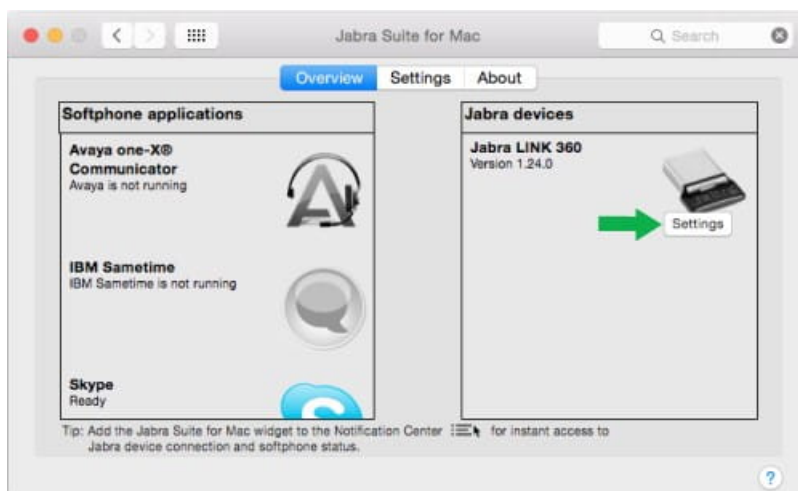 Jabra Suite for Mac
Search
Overview Settings About
Softphone applications
Avaya one-X®
Communicator
Avaya is not running
IBM Sametime
IBM Sametime is not running
Skype
Ready
Jabra devices
Jabra LINK 360
Version 1.24.0
Settings
Tip: Add the Jabra Suite for Mac widget to the Notification Center for instant access to
Jabra device connection and softphone status.
?